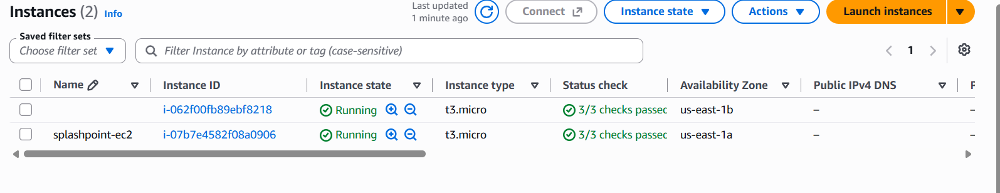 Instances (2) Info
Last updated
1 minute ago
Connect
Instance state
Actions
Launch instances
Saved filter sets
Choose filter set
Filter Instance by attribute or tag (case-sensitive)
1
Name Instance ID Instance state Instance type Status check Availability Zone Public IPv4 DNS P
i-062f00fb89ebf8218 Running t3.micro 3/3 checks passed us-east-1b – –
splashpoint-ec2 i-07b7e4582f08a0906 Running t3.micro 3/3 checks passed us-east-1a – –